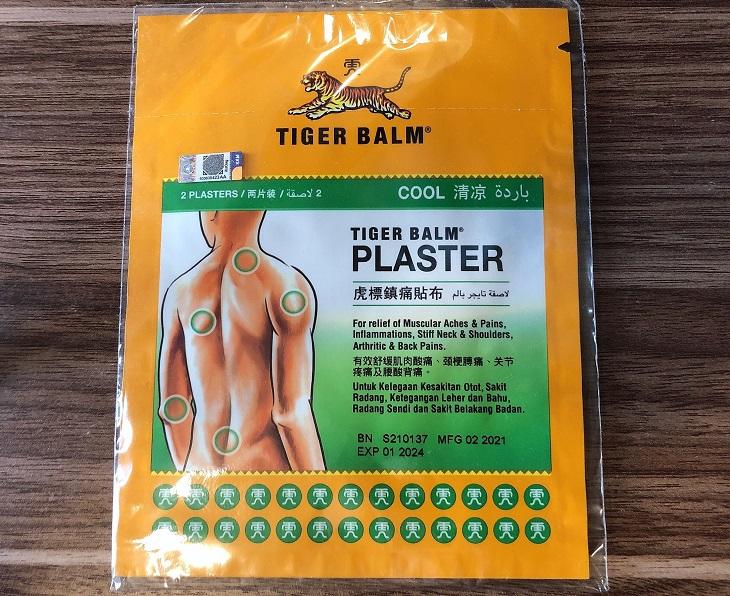 TIGER BALM®
2 PLASTERS / 两片装 / 2 لاصقة
COOL 清凉 باردة
TIGER BALM®
PLASTER
虎標鎮痛貼布 لاصقة تايجر بالم
For relief of Muscular Aches & Pains,
Inflammations, Stiff Neck & Shoulders,
Arthritic & Back Pains.
有效舒缓肌肉酸痛、颈梗膊痛、关节
疼痛及腰酸背痛。
Untuk Kelegaan Kesakitan Otot, Sakit
Radang, Ketegangan Leher dan Bahu,
Radang Sendi dan Sakit Belakang Badan.
BN S210137 MFG 02 2021
EXP 01 2024